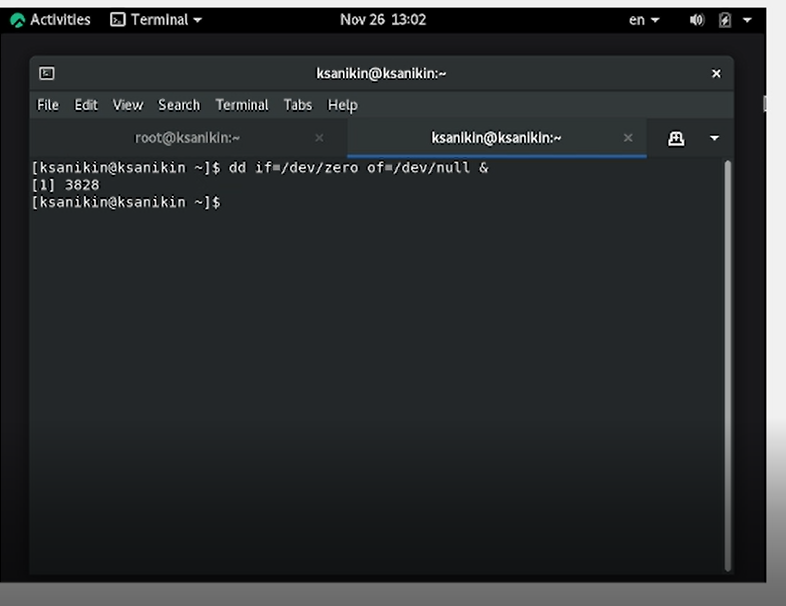 Activities Terminal Nov 26 13:02 en
ksanikin@ksanikin:~
File Edit View Search Terminal Tabs Help
root@ksanikin:~ ksanikin@ksanikin:~
[ksanikin@ksanikin ~]$ dd if=/dev/zero of=/dev/null &
[1] 3828
[ksanikin@ksanikin ~]$